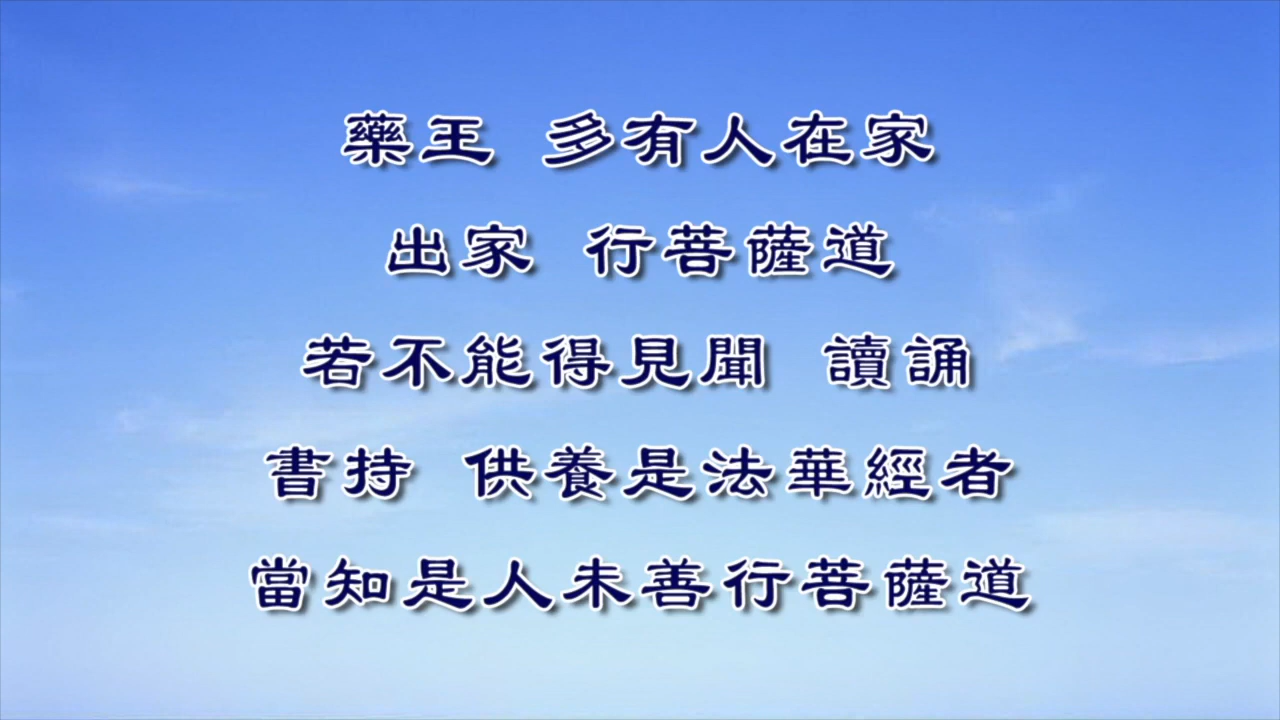 藥王 多有人在家
出家 行菩薩道
若不能得見聞 讀誦
書持 供養是法華經者
當知是人未善行菩薩道